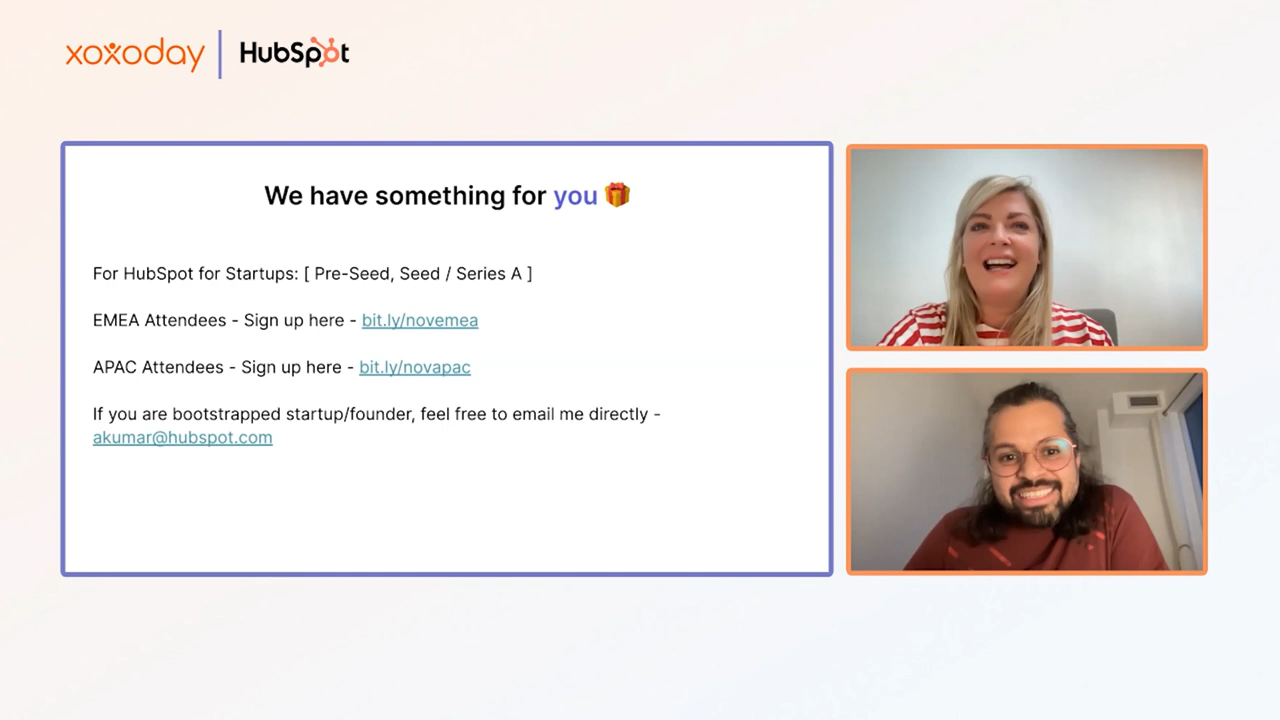 xoxoday | HubSpot
We have something for you 🎁
For HubSpot for Startups: [ Pre-Seed, Seed / Series A ]
EMEA Attendees - Sign up here - bit.ly/novemea
APAC Attendees - Sign up here - bit.ly/novapac
If you are bootstrapped startup/founder, feel free to email me directly -
akumar@hubspot.com